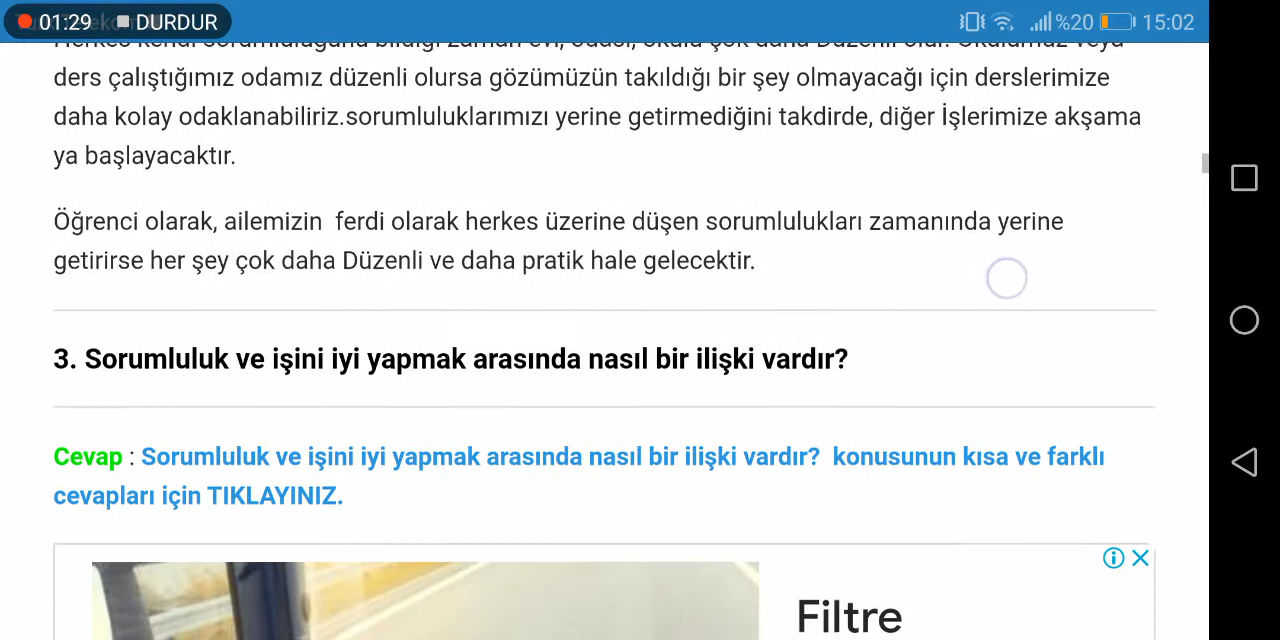 01:29 DURDUR %20 15:02
ders çalıştığımız odamız düzenli olursa gözümüzün takıldığı bir şey olmayacağı için derslerimize
daha kolay odaklanabiliriz.sorumluluklarımızı yerine getirmediğini takdirde, diğer İşlerimize akşama
ya başlayacaktır.
Öğrenci olarak, ailemizin ferdi olarak herkes üzerine düşen sorumlulukları zamanında yerine
getirirse her şey çok daha Düzenli ve daha pratik hale gelecektir.
3. Sorumluluk ve işini iyi yapmak arasında nasıl bir ilişki vardır?
Cevap : Sorumluluk ve işini iyi yapmak arasında nasıl bir ilişki vardır? konusunun kısa ve farklı
cevapları için TIKLAYINIZ.
Filtre